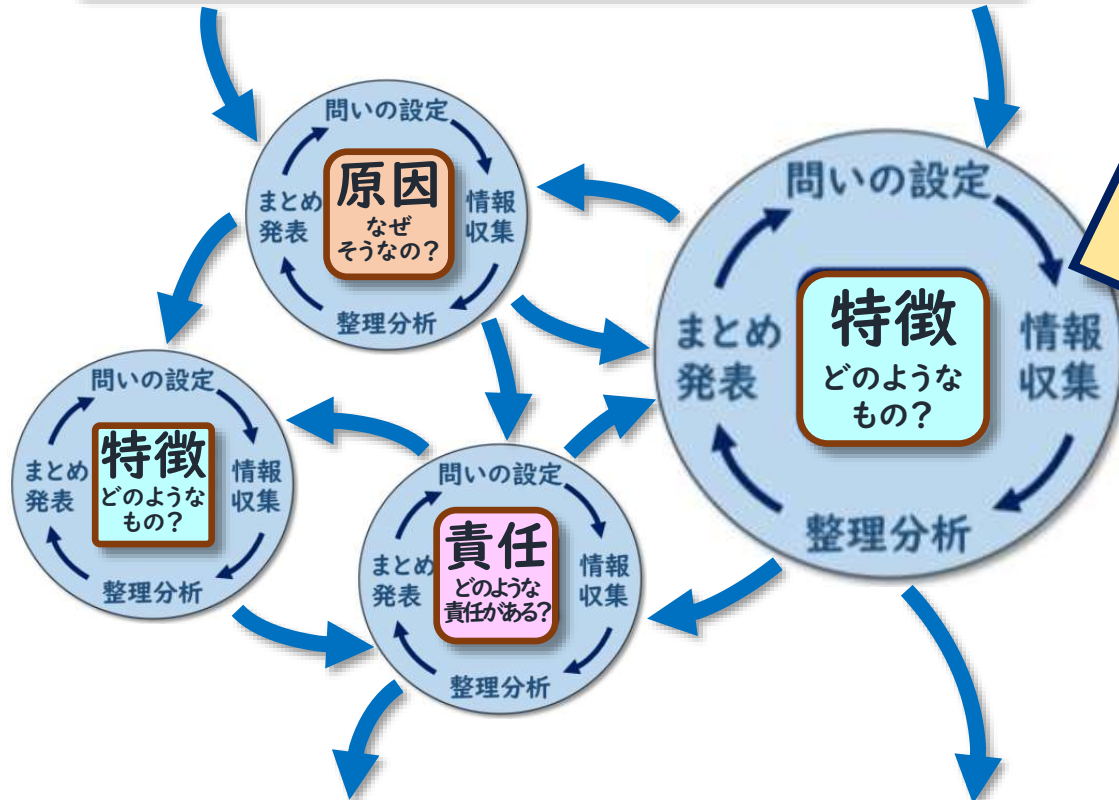 問いの設定
原因
なぜ
そうなの？
まとめ
発表
情報
収集
整理分析
問いの設定
特徴
どのような
もの？
まとめ
発表
情報
収集
整理分析
問いの設定
特徴
どのような
もの？
まとめ
発表
情報
収集
整理分析
問いの設定
責任
どのような
責任がある？
まとめ
発表
情報
収集
整理分析